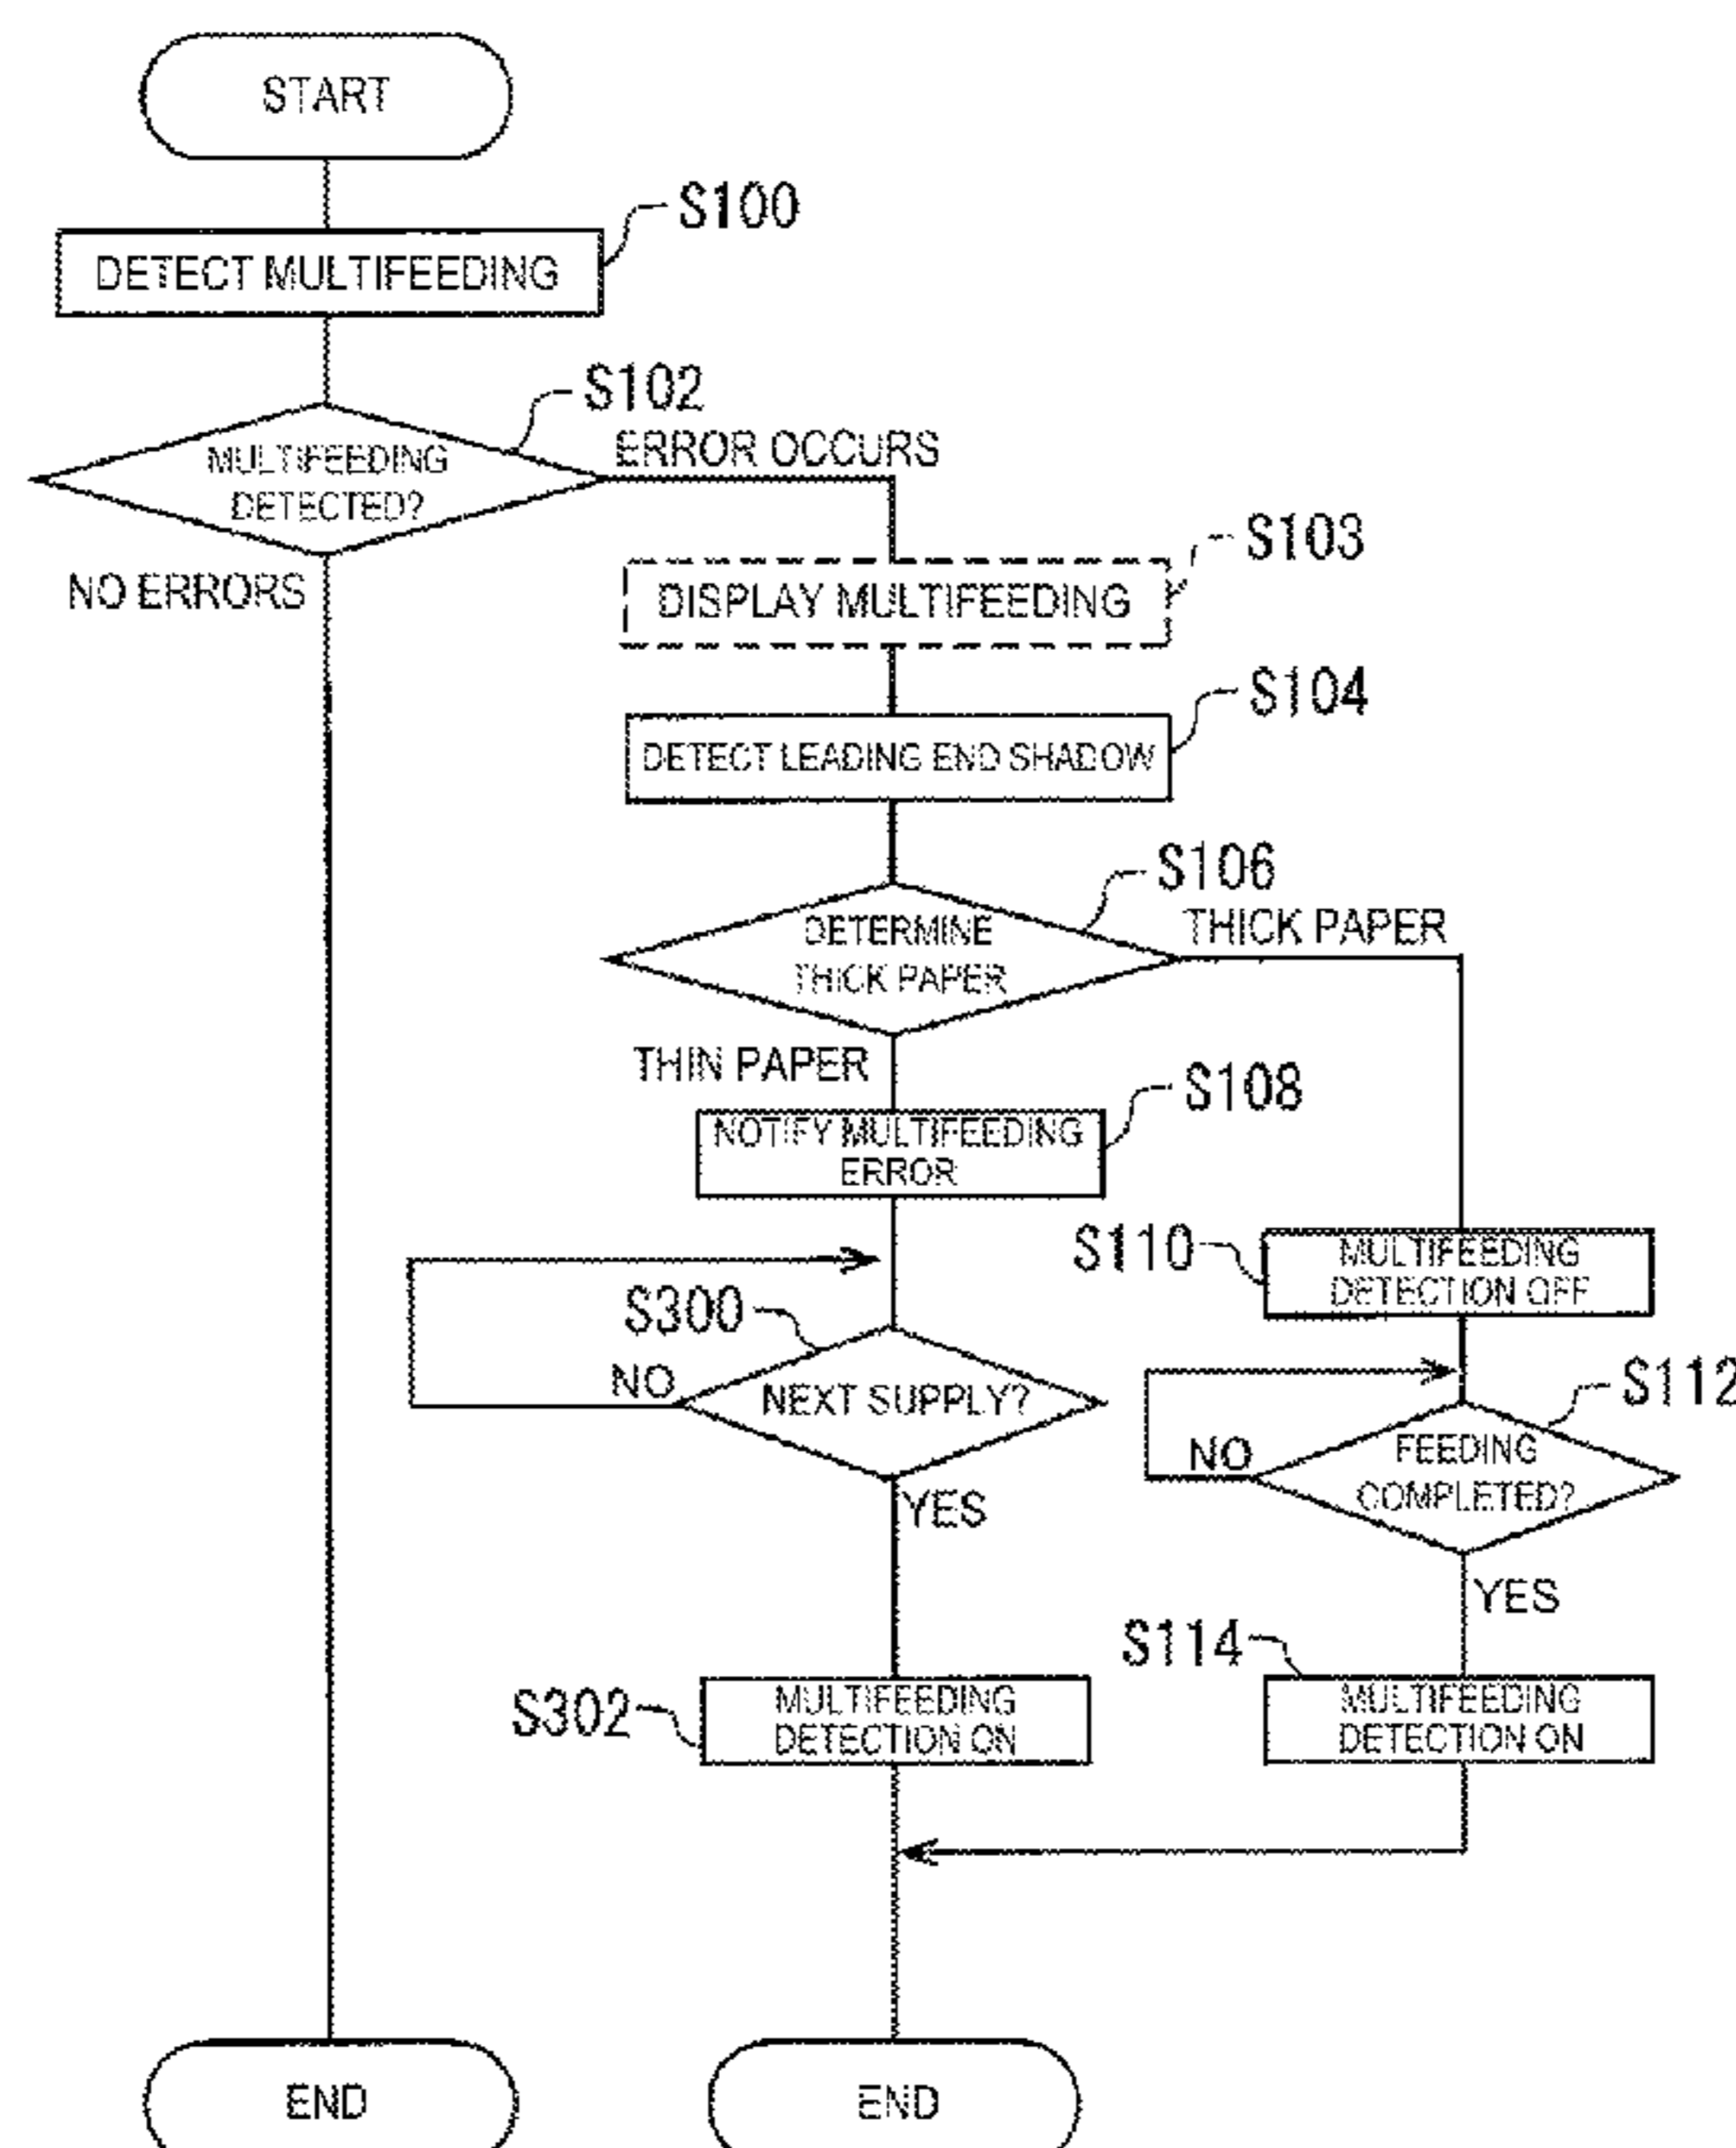 START
S100
DETECT MULTIFEEDING
S102
MULTIFEEDING
DETECTED?
ERROR OCCURS
NO ERRORS
S103
DISPLAY MULTIFEEDING
S104
DETECT LEADING END SHADOW
S106
DETERMINE
THICK PAPER
THICK PAPER
THIN PAPER
S108
NOTIFY MULTIFEEDING
ERROR
S110
MULTIFEEDING
DETECTION OFF
S300
NO
NEXT SUPPLY?
YES
S112
NO
FEEDING
COMPLETED?
YES
S302
MULTIFEEDING
DETECTION ON
S114
MULTIFEEDING
DETECTION ON
END
END